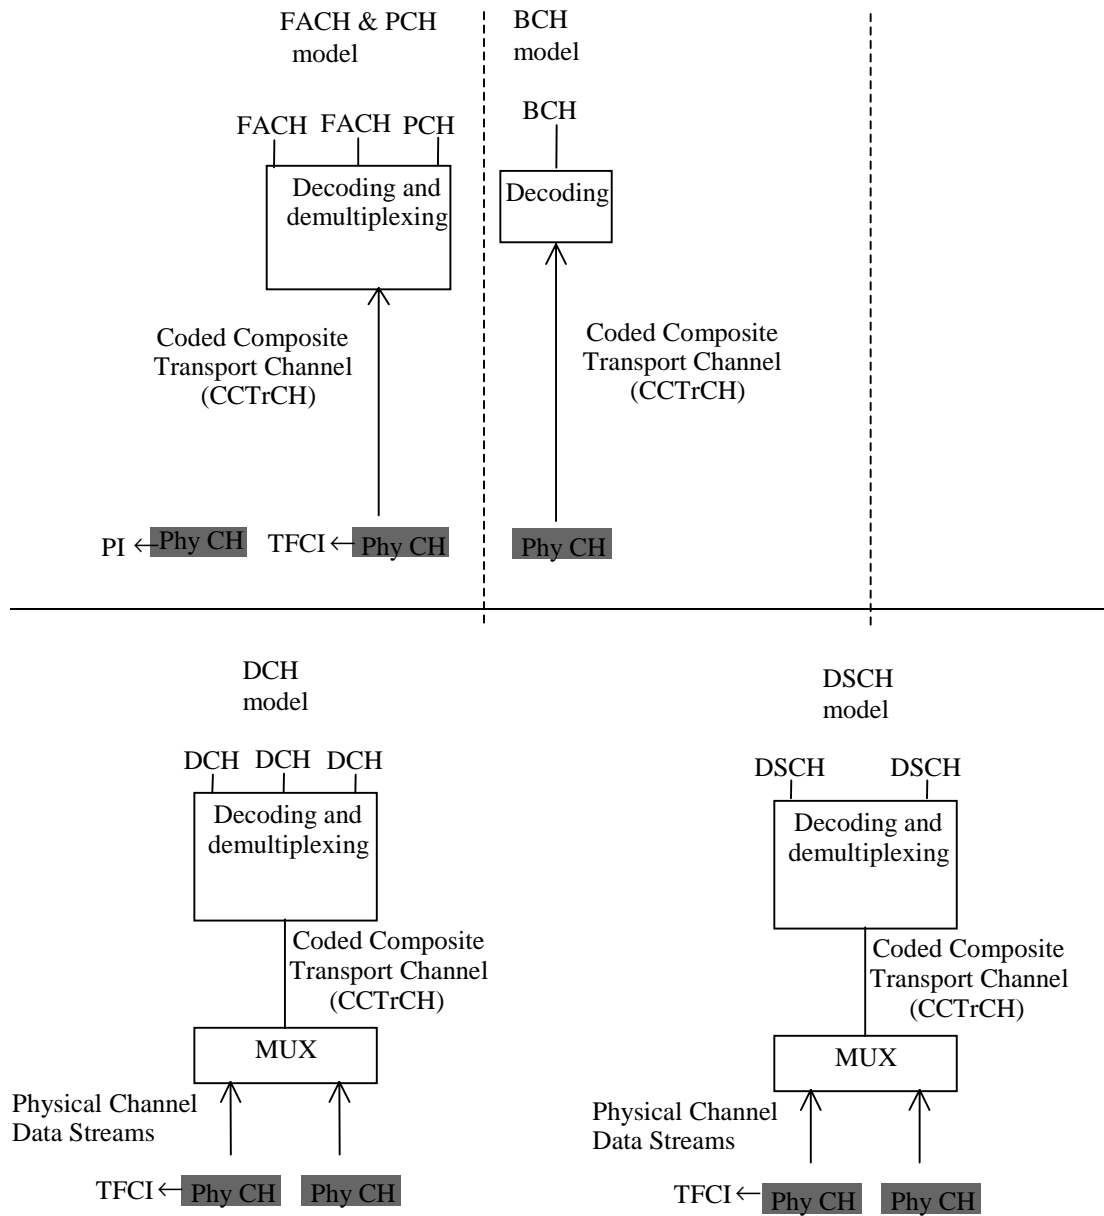 FACH & PCH
model
BCH
model
FACH FACH PCH
BCH
Decoding and
demultiplexing
Decoding
Coded Composite
Transport Channel
(CCTrCH)
Coded Composite
Transport Channel
(CCTrCH)
PI
Phy CH
TFCI
Phy CH
Phy CH
DCH
model
DCH DCH DCH
Decoding and
demultiplexing
Coded Composite
Transport Channel
(CCTrCH)
MUX
Physical Channel
Data Streams
TFCI
Phy CH
Phy CH
DSCH
model
DSCH DSCH
Decoding and
demultiplexing
Coded Composite
Transport Channel
(CCTrCH)
MUX
Physical Channel
Data Streams
TFCI
Phy CH
Phy CH